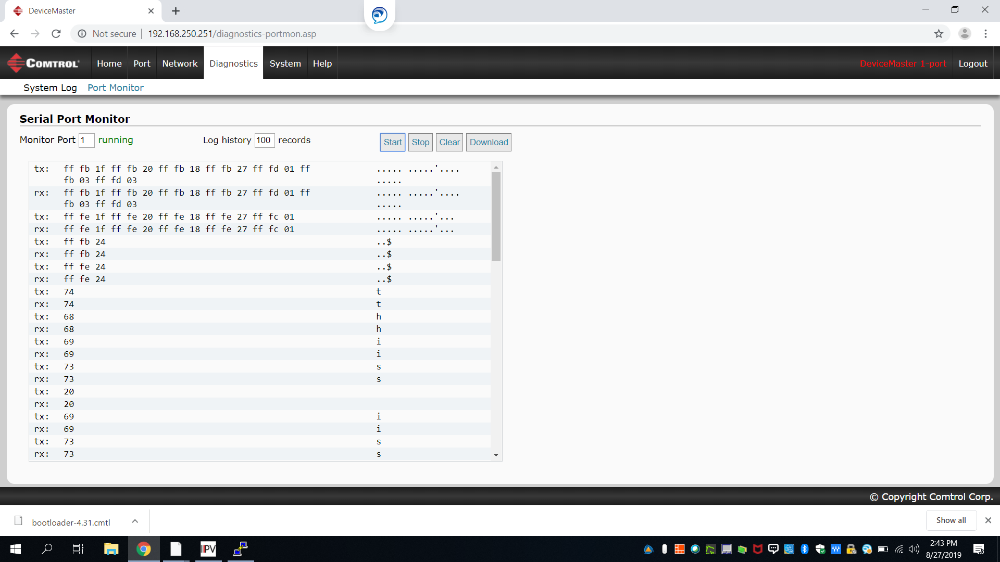 DeviceMaster
Not secure | 192.168.250.251/diagnostics-portmon.asp
COMTROL Home Port Network Diagnostics System Help DeviceMaster 1-port Logout
System Log Port Monitor
Serial Port Monitor
Monitor Port 1 running Log history 100 records Start Stop Clear Download
tx: ff fb 1f ff fb 20 ff fb 18 ff fb 27 ff fd 01 ff ..... .....'....
fb 03 ff fd 03 .....
rx: ff fb 1f ff fb 20 ff fb 18 ff fb 27 ff fd 01 ff ..... .....'....
fb 03 ff fd 03 .....
tx: ff fe 1f ff fe 20 ff fe 18 ff fe 27 ff fc 01 ..... .....'...
rx: ff fe 1f ff fe 20 ff fe 18 ff fe 27 ff fc 01 ..... .....'...
tx: ff fb 24 ..$
rx: ff fb 24 ..$
tx: ff fe 24 ..$
rx: ff fe 24 ..$
tx: 74 t
rx: 74 t
tx: 68 h
rx: 68 h
tx: 69 i
rx: 69 i
tx: 73 s
rx: 73 s
tx: 20
rx: 20
tx: 69 i
rx: 69 i
tx: 73 s
rx: 73 s
© Copyright Comtrol Corp.
bootloader-4.31.cmtl Show all
IPV
W
2:43 PM
8/27/2019